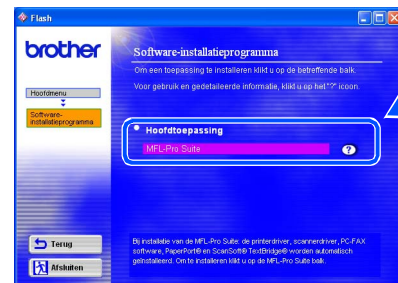 Flash
brother
Software-installatieprogramma
Om een toepassing te installeren klikt u op de betreffende balk.
Voor gebruik en gedetaileerde informatie, klikt u op het "?" icoon.
Hoofdmenu
Software-
installatieprogramma
Hoofdtoepassing
MFL-Pro Suite
?
Terug
Afsluiten
Bij installatie van de MFL-Pro Suite: de printerdriver, scannerdriver, PC-FAX
software, PaperPort® en ScanSoft® TextBridge® worden automatisch
geïnstalleerd. Om te installeren klikt u op de MFL-Pro Suite balk.